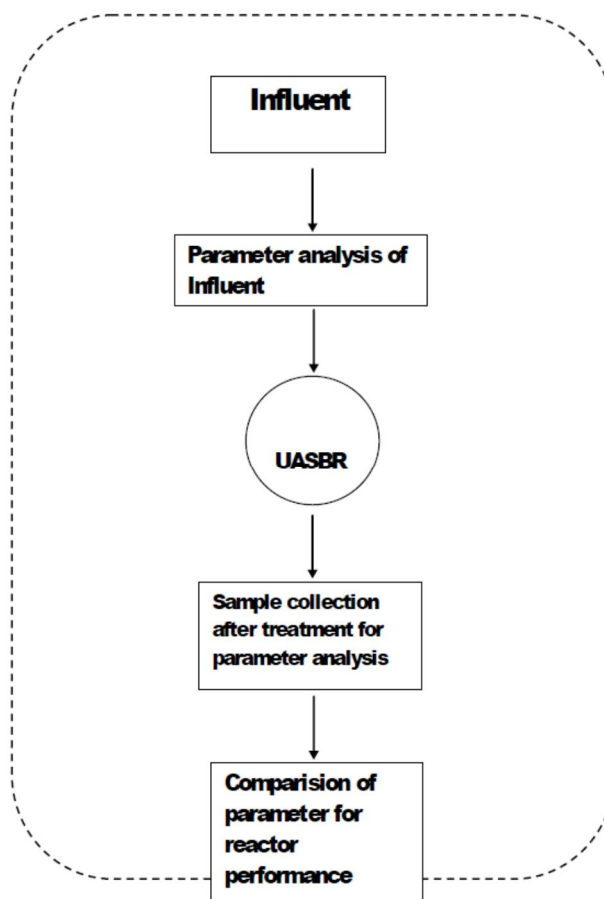 Influent
Parameter analysis of
Influent
UASBR
Sample collection
after treatment for
parameter analysis
Comparision of
parameter for
reactor
performance